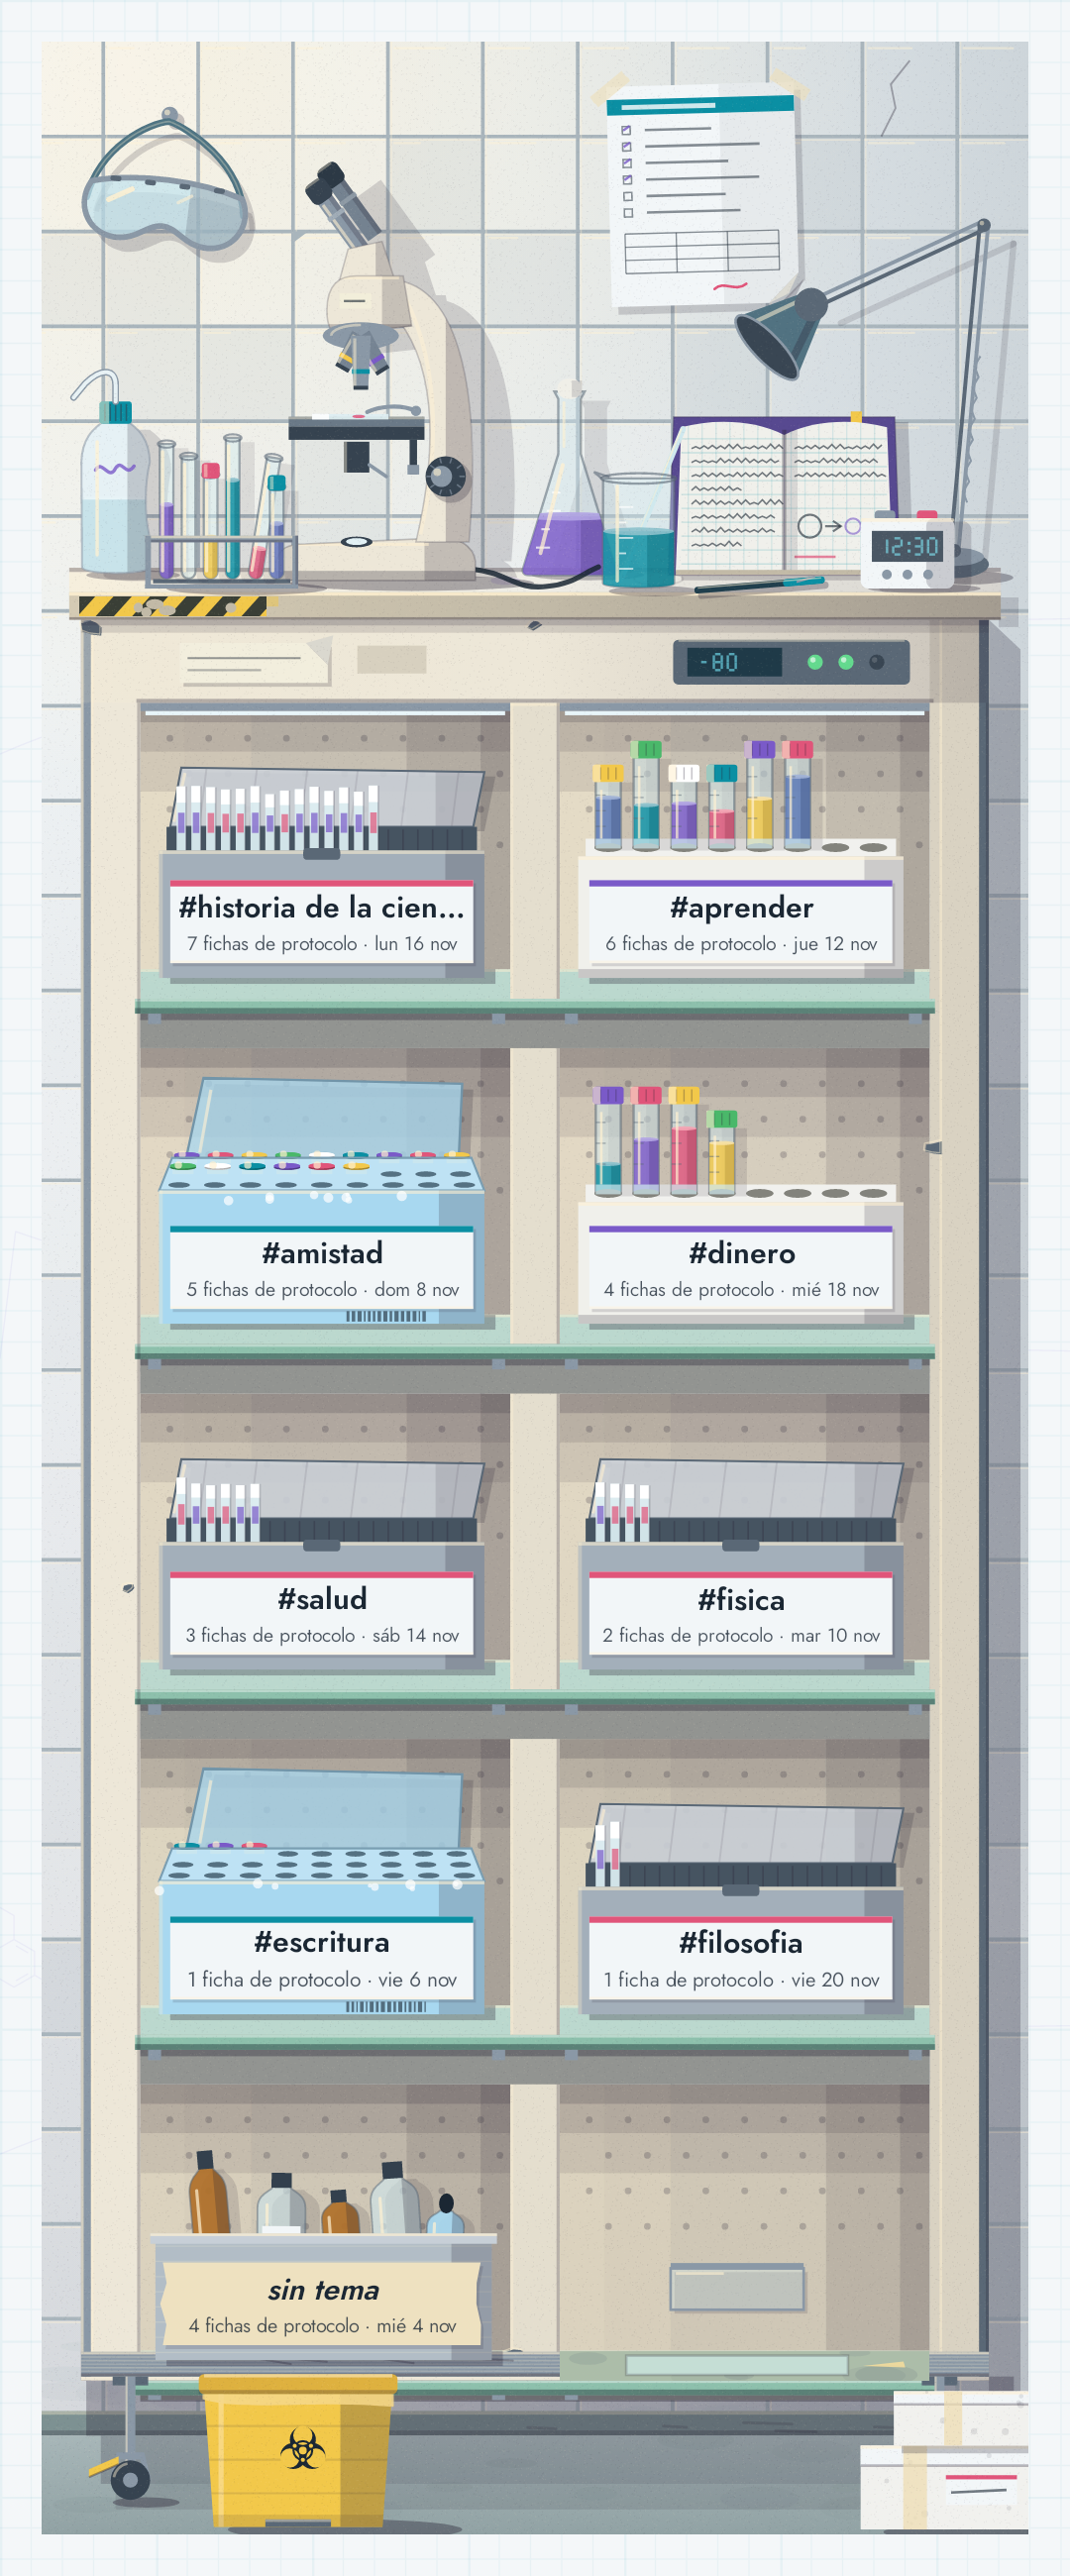 12:30
-80
#historia de la cien...
7 fichas de protocolo · lun 16 nov
#aprender
6 fichas de protocolo · jue 12 nov
#amistad
5 fichas de protocolo · dom 8 nov
#dinero
4 fichas de protocolo · mié 18 nov
#salud
3 fichas de protocolo · sáb 14 nov
#fisica
2 fichas de protocolo · mar 10 nov
#escritura
1 ficha de protocolo · vie 6 nov
#filosofia
1 ficha de protocolo · vie 20 nov
sin tema
4 fichas de protocolo · mié 4 nov